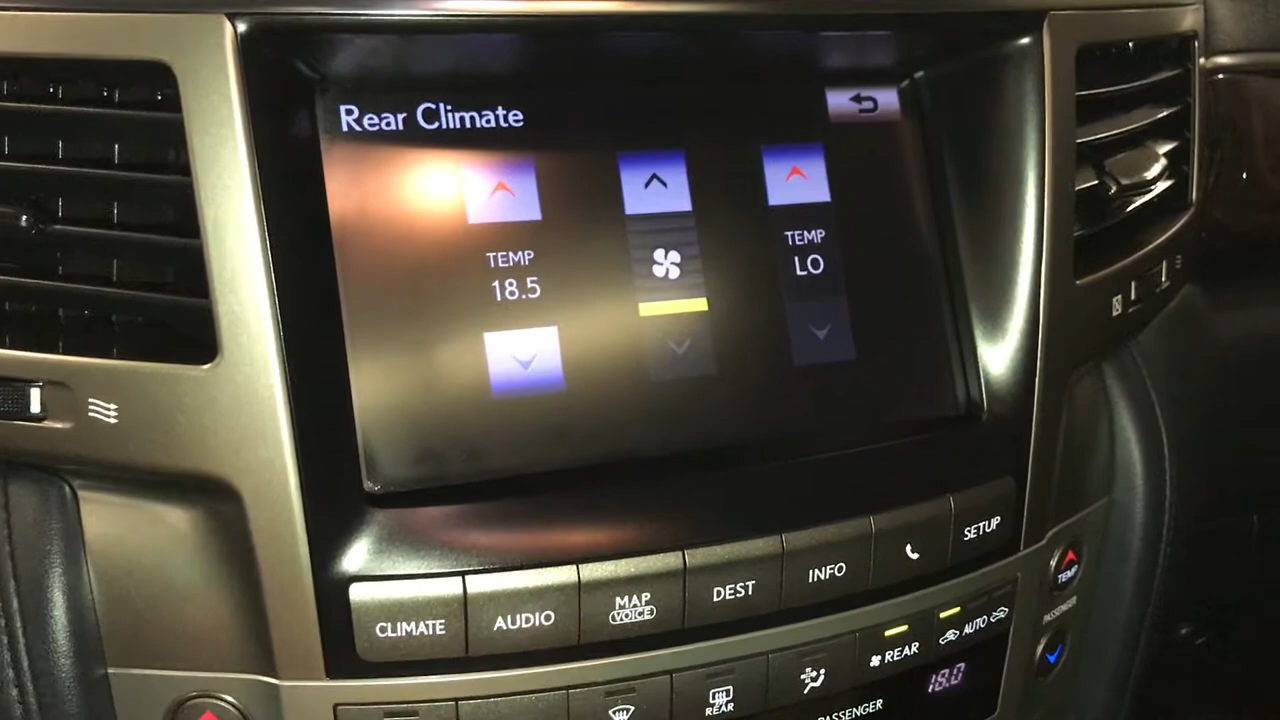 Rear Climate
TEMP
18.5
TEMP
LO
CLIMATE
AUDIO
MAP
VOICE
DEST
INFO
SETUP
TEMP
PASSENGER
REAR
AUTO
18.0
REAR
PASSENGER